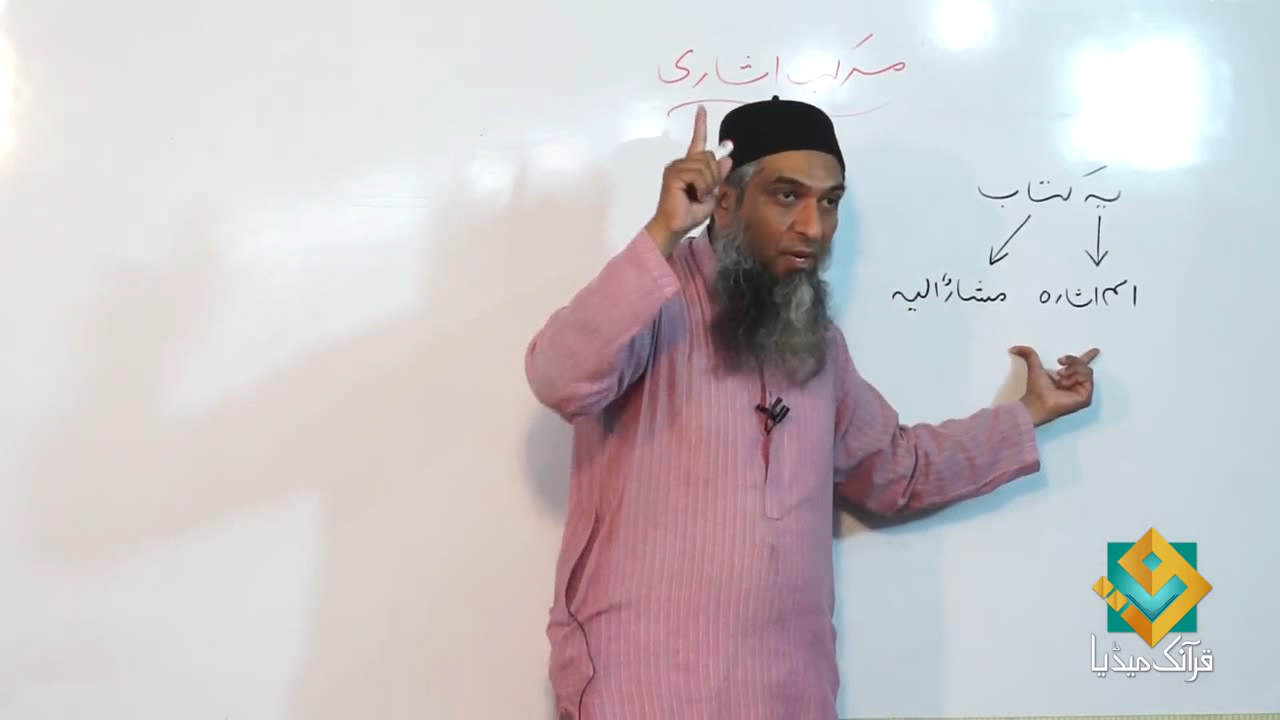 مرکب اشاری
یہ کتاب
اسم اشارہ مشارٌ الیہ
قرآنک میڈیا